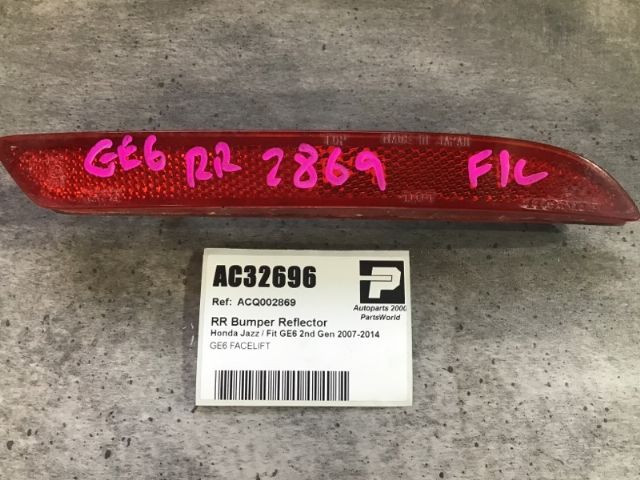 TOP MADE IN JAPAN
GE6 RR 2869 F/L
AC32696
Ref: ACQ002869
P
Autoparts 2000
PartsWorld
RR Bumper Reflector
Honda Jazz / Fit GE6 2nd Gen 2007-2014
GE6 FACELIFT